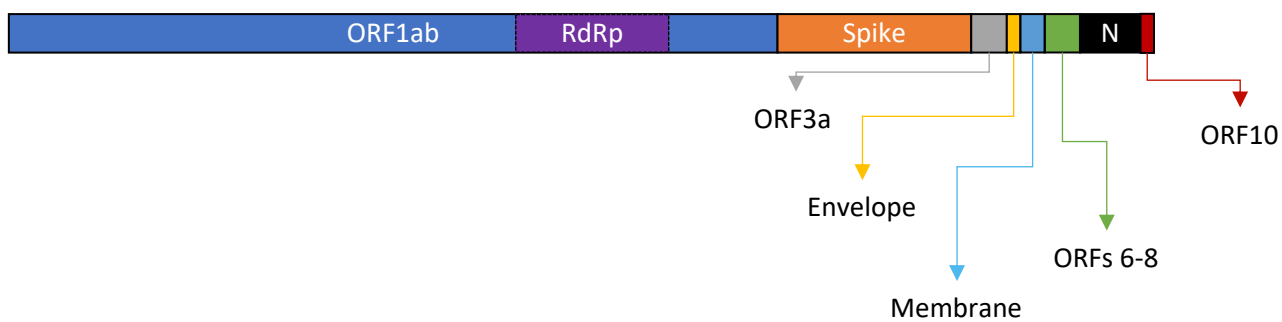 ORF1ab
RdRp
Spike
N
ORF3a
ORF10
Envelope
ORFs 6-8
Membrane